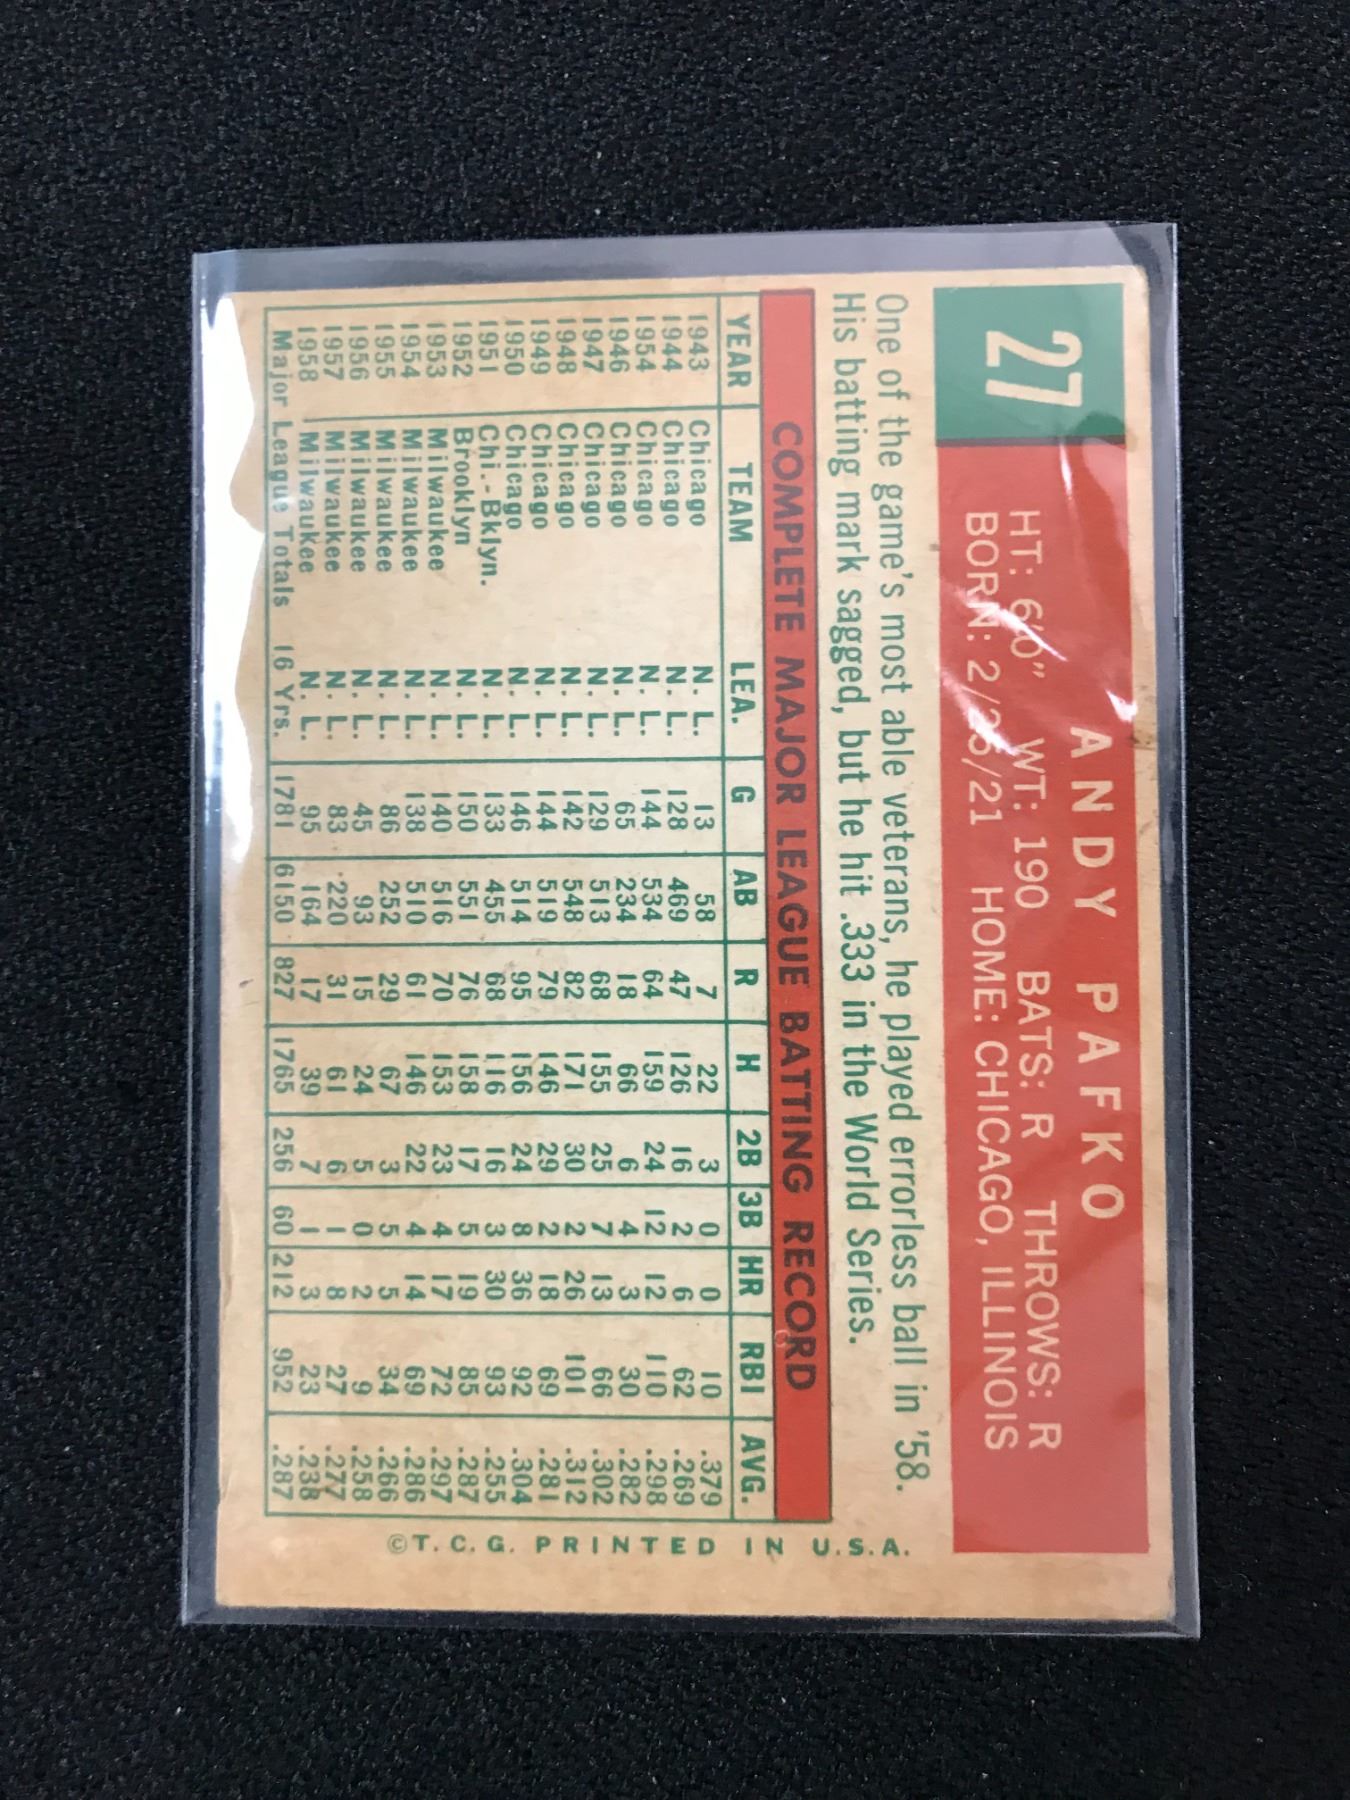 27
ANDY PAFKO
HT: 6'0" WT: 190 BATS: R THROWS: R
BORN: 2/25/21 HOME: CHICAGO, ILLINOIS
One of the game's most able veterans, he played errorless ball in '58.
His batting mark sagged, but he hit .333 in the World Series.
COMPLETE MAJOR LEAGUE BATTING RECORD
YEAR TEAM LEA. G AB R H 2B 3B HR RBI AVG.
1943 Chicago N. L. 13 58 7 22 3 0 0 10 .379
1944 Chicago N. L. 128 469 47 126 16 2 6 62 .269
1954 Chicago N. L. 144 534 64 159 24 12 12 110 .298
1946 Chicago N. L. 65 234 18 66 6 4 3 30 .282
1947 Chicago N. L. 129 513 68 155 25 7 13 66 .302
1948 Chicago N. L. 142 548 82 171 30 2 26 101 .312
1949 Chicago N. L. 144 519 79 146 29 2 18 69 .281
1950 Chicago N. L. 146 514 95 156 24 8 36 92 .304
1951 Chi.-Bklyn. N. L. 133 455 68 116 16 3 30 93 .255
1952 Brooklyn N. L. 150 551 76 158 17 5 19 85 .287
1953 Milwaukee N. L. 140 516 70 153 23 4 17 72 .297
1954 Milwaukee N. L. 138 510 61 146 22 4 14 69 .286
1955 Milwaukee N. L. 86 252 29 67 3 5 5 34 .266
1956 Milwaukee N. L. 45 93 15 24 5 0 2 9 .258
1957 Milwaukee N. L. 83 220 31 61 6 1 8 27 .277
1958 Milwaukee N. L. 95 164 17 39 7 1 3 23 .238
Major League Totals 16 Yrs. 1781 6150 827 1765 256 60 212 952 .287
©T. C. G. PRINTED IN U.S.A.